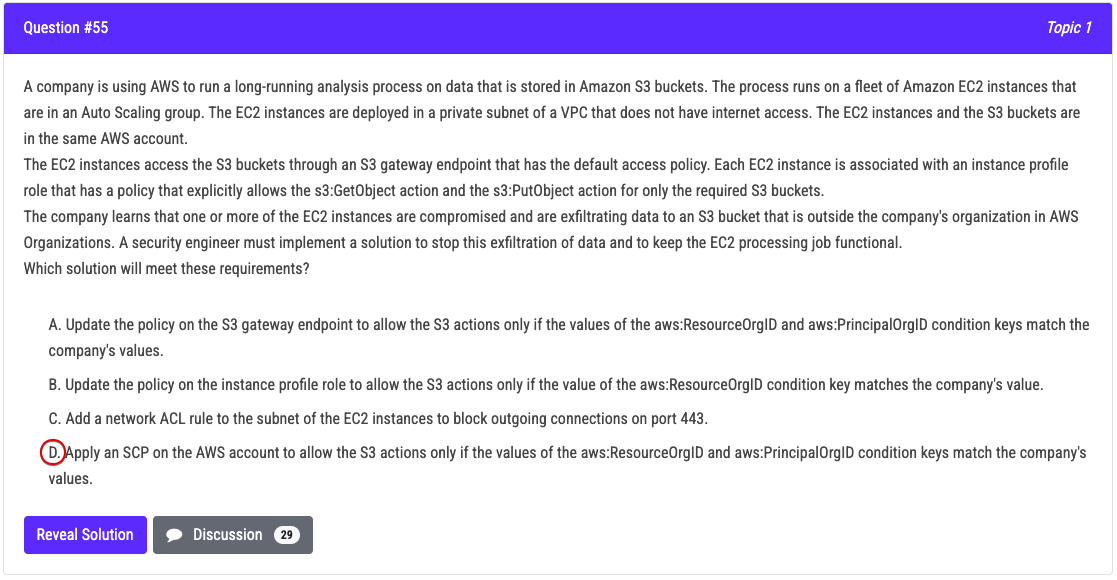 Question #55
Topic 1
A company is using AWS to run a long-running analysis process on data that is stored in Amazon S3 buckets. The process runs on a fleet of Amazon EC2 instances that
are in an Auto Scaling group. The EC2 instances are deployed in a private subnet of a VPC that does not have internet access. The EC2 instances and the S3 buckets are
in the same AWS account.
The EC2 instances access the S3 buckets through an S3 gateway endpoint that has the default access policy. Each EC2 instance is associated with an instance profile
role that has a policy that explicitly allows the s3:GetObject action and the s3:PutObject action for only the required S3 buckets.
The company learns that one or more of the EC2 instances are compromised and are exfiltrating data to an S3 bucket that is outside the company's organization in AWS
Organizations. A security engineer must implement a solution to stop this exfiltration of data and to keep the EC2 processing job functional.
Which solution will meet these requirements?
A. Update the policy on the S3 gateway endpoint to allow the S3 actions only if the values of the aws:ResourceOrgID and aws:PrincipalOrgID condition keys match the
company's values.
B. Update the policy on the instance profile role to allow the S3 actions only if the value of the aws:ResourceOrgID condition key matches the company's value.
C. Add a network ACL rule to the subnet of the EC2 instances to block outgoing connections on port 443.
D. Apply an SCP on the AWS account to allow the S3 actions only if the values of the aws:ResourceOrgID and aws:PrincipalOrgID condition keys match the company's
values.
Reveal Solution
Discussion 29